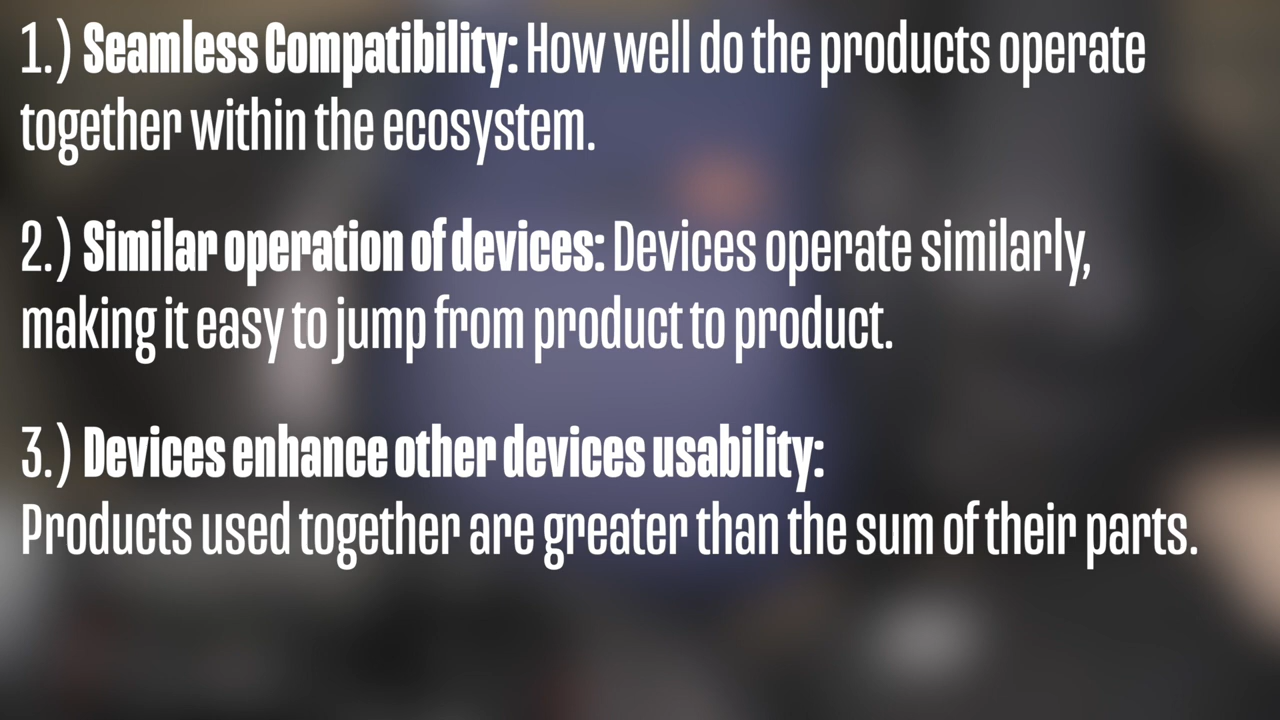 1.) Seamless Compatibility: How well do the products operate
together within the ecosystem.
2.) Similar operation of devices: Devices operate similarly,
making it easy to jump from product to product.
3.) Devices enhance other devices usability:
Products used together are greater than the sum of their parts.